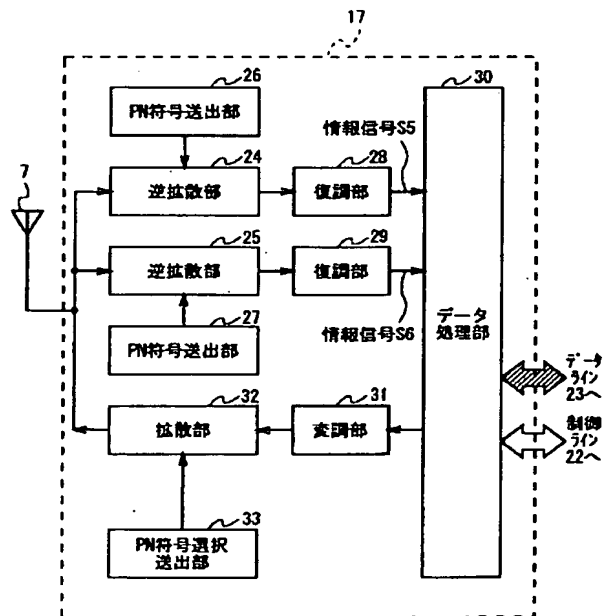 17
26
PN符号送出部
30
情報信号S5
7
24
逆拡散部
28
復調部
25
逆拡散部
29
復調部
データ
処理部
27
PN符号送出部
情報信号S6
データ
ライン
23へ
32
拡散部
31
変調部
制御
ライン
22へ
33
PN符号選択
送出部